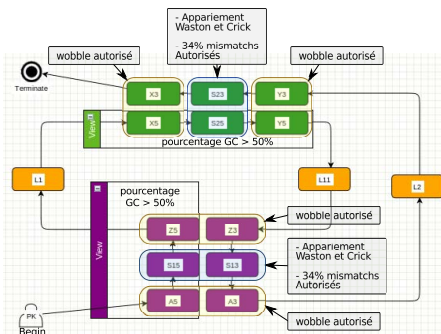 - Appariement
Waston et Crick
- 34% mismatchs
Autorisés
wobble autorisé
wobble autorisé
Terminate
X3
S23
Y3
View
X5
S25
Y5
pourcentage GC > 50%
L1
L11
L2
pourcentage
GC > 50%
View
wobble autorisé
Z5
Z3
- Appariement
Waston et Crick
- 34% mismatchs
Autorisés
S15
S13
A5
A3
PK
Begin
wobble autorisé